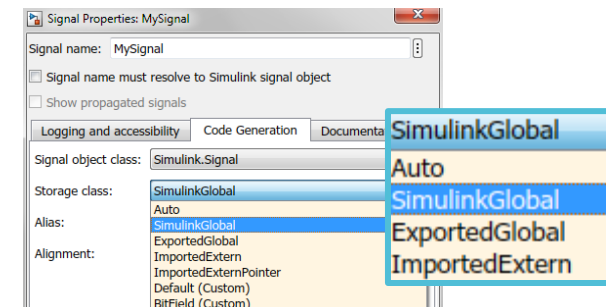 Signal Properties: MySignal
Signal name: MySignal
Signal name must resolve to Simulink signal object
Show propagated signals
Logging and accessibility Code Generation Documenta
Signal object class: Simulink.Signal
Storage class: SimulinkGlobal
Auto
Alias: SimulinkGlobal
ExportedGlobal
Alignment: ImportedExtern
ImportedExternPointer
Default (Custom)
BitField (Custom)
SimulinkGlobal
Auto
SimulinkGlobal
ExportedGlobal
ImportedExtern